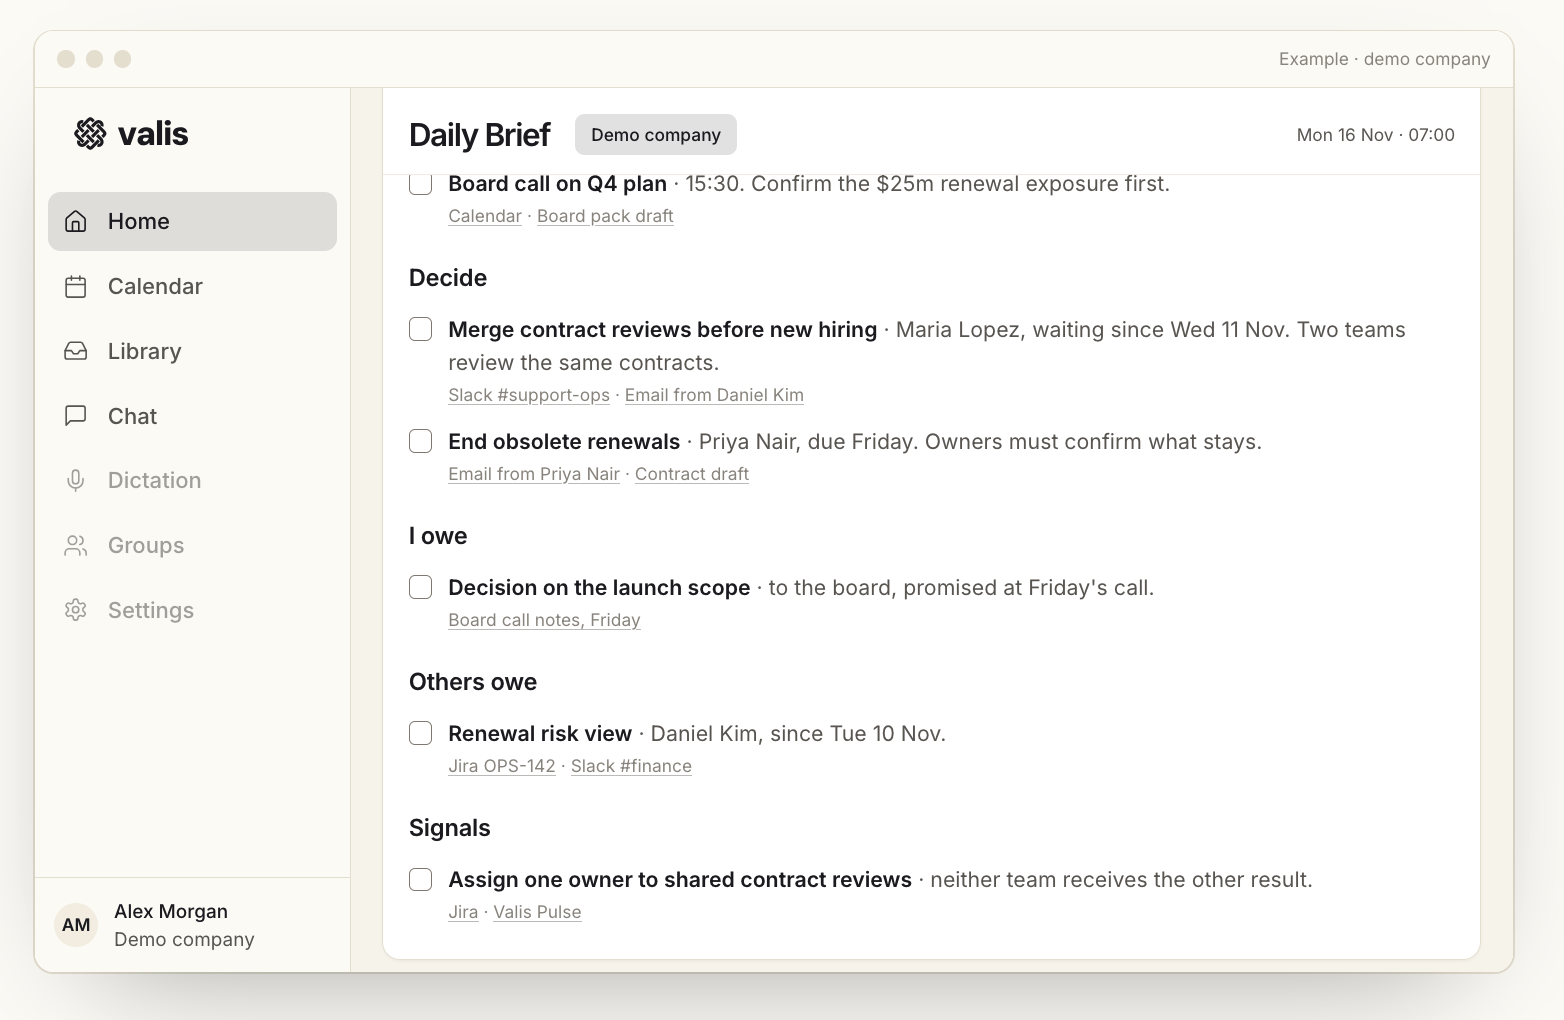 Example · demo company
valis
Home
Calendar
Library
Chat
Dictation
Groups
Settings
AM
Alex Morgan
Demo company
Daily Brief
Demo company
Mon 16 Nov · 07:00
Board call on Q4 plan · 15:30. Confirm the $25m renewal exposure first.
Calendar · Board pack draft
Decide
Merge contract reviews before new hiring · Maria Lopez, waiting since Wed 11 Nov. Two teams
review the same contracts.
Slack #support-ops · Email from Daniel Kim
End obsolete renewals · Priya Nair, due Friday. Owners must confirm what stays.
Email from Priya Nair · Contract draft
I owe
Decision on the launch scope · to the board, promised at Friday's call.
Board call notes, Friday
Others owe
Renewal risk view · Daniel Kim, since Tue 10 Nov.
Jira OPS-142 · Slack #finance
Signals
Assign one owner to shared contract reviews · neither team receives the other result.
Jira · Valis Pulse